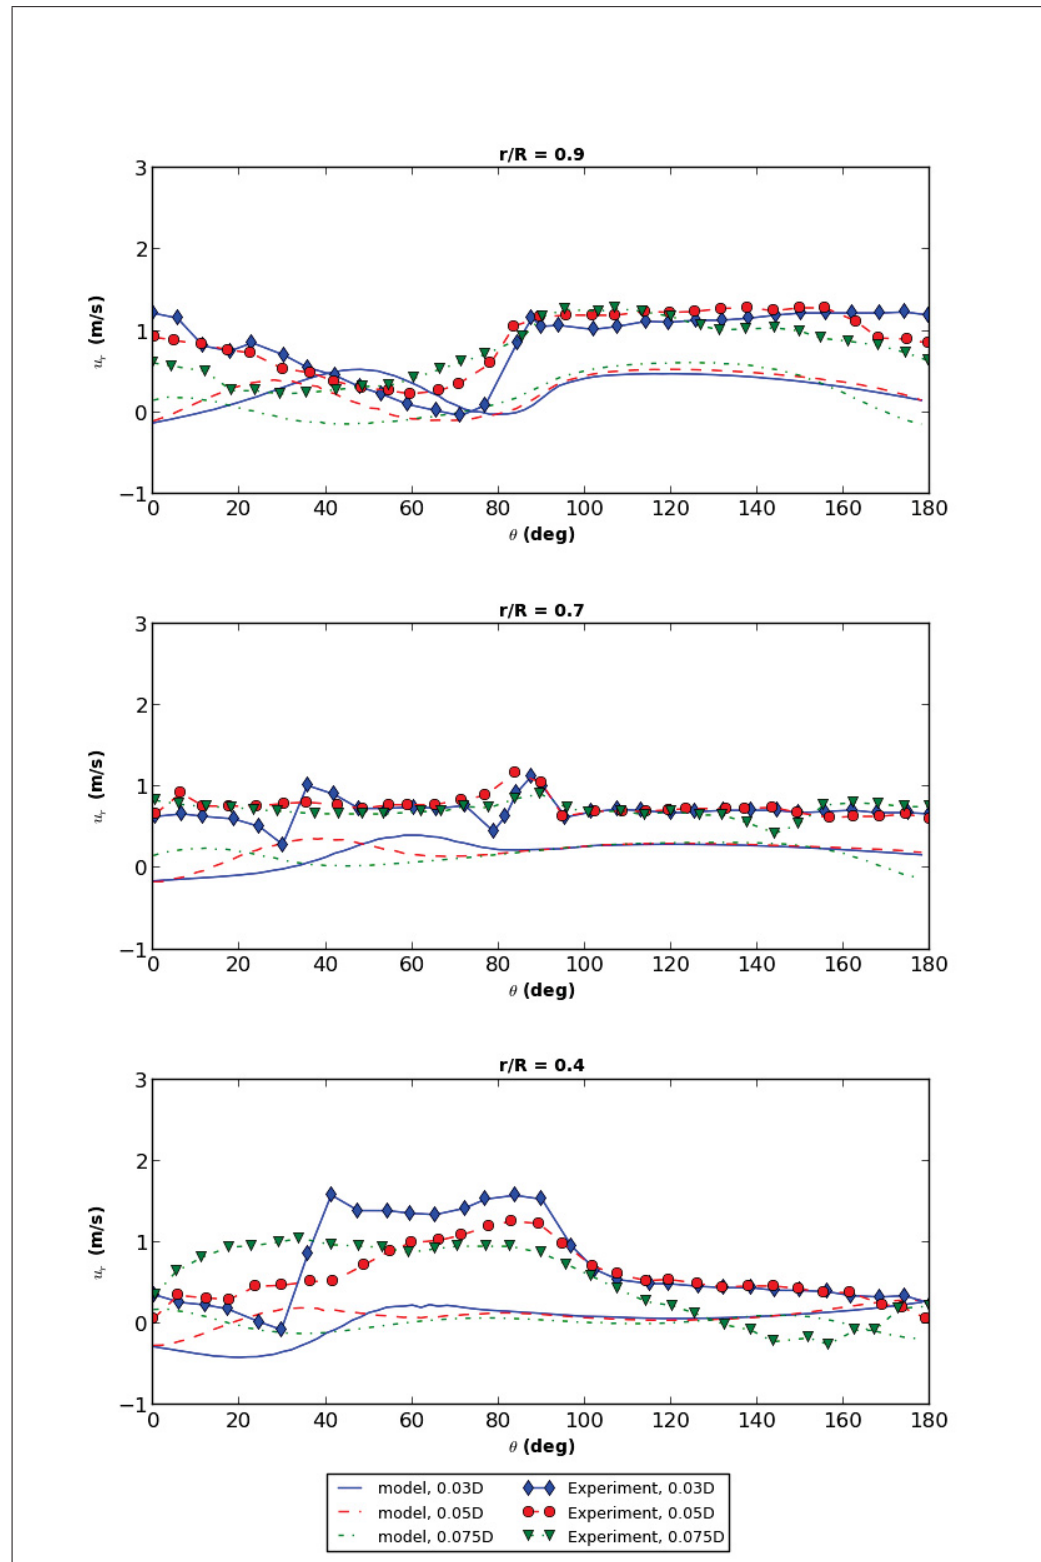 r/R = 0.9
3
2
1
0
−1
u_r (m/s)
0 20 40 60 80 100 120 140 160 180
θ (deg)
r/R = 0.7
3
2
1
0
−1
u_r (m/s)
0 20 40 60 80 100 120 140 160 180
θ (deg)
r/R = 0.4
3
2
1
0
−1
u_r (m/s)
0 20 40 60 80 100 120 140 160 180
θ (deg)
model, 0.03D Experiment, 0.03D
model, 0.05D Experiment, 0.05D
model, 0.075D Experiment, 0.075D